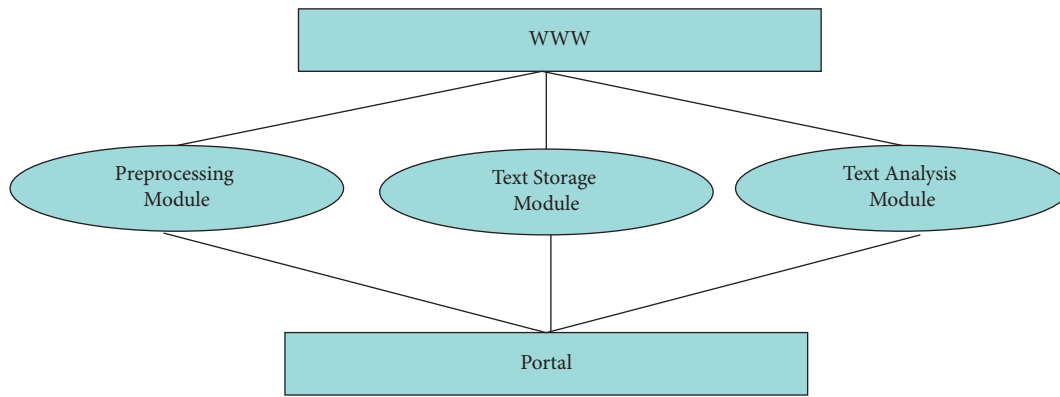 WWW
Preprocessing
Module
Text Storage
Module
Text Analysis
Module
Portal